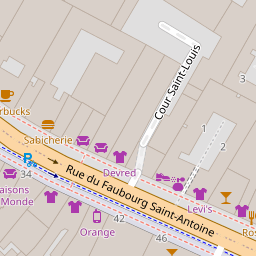 Cour Saint-Louis
1
2
rbucks
Sabicherie
Devred
P
34
aisons
Monde
Rue du Faubourg Saint-Antoine
Levi's
42
Orange
46
Ros